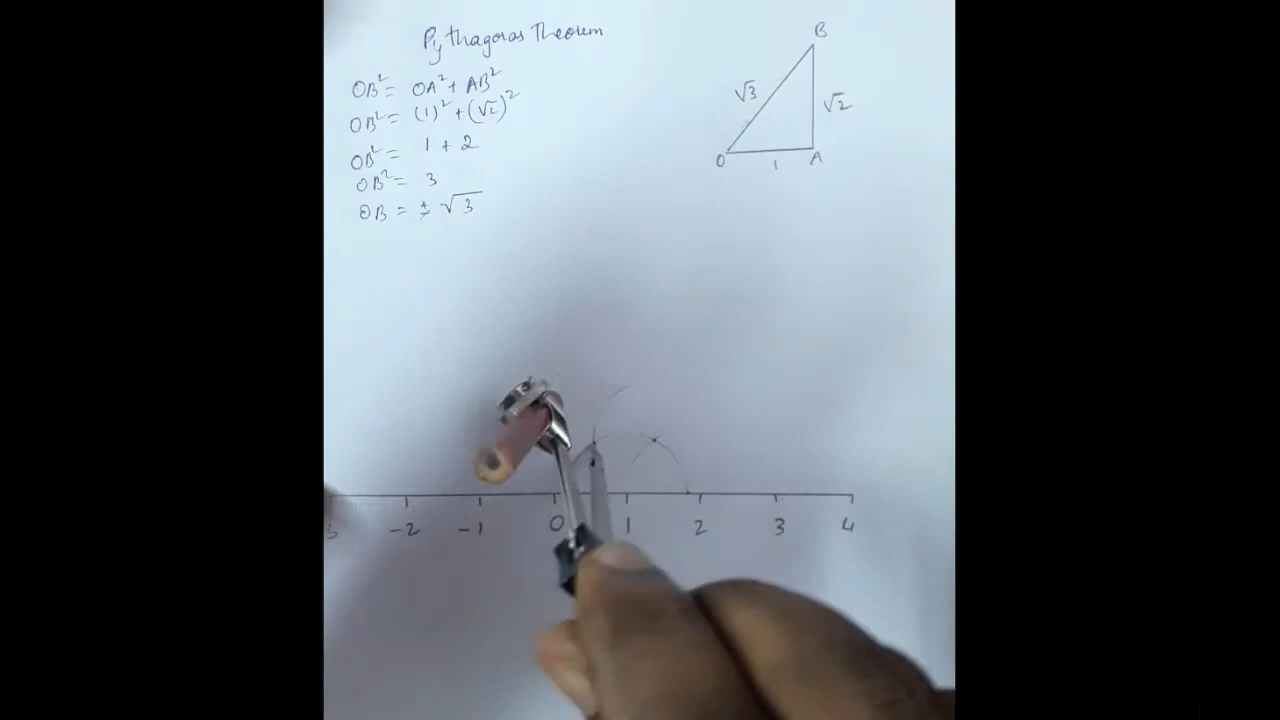 Pythagoras Theorem
OB² = OA² + AB²
OB² = (1)² + (√2)²
OB² = 1 + 2
OB² = 3
OB = ± √3
B
√3
√2
O
1
A
3 -2 -1 0 1 2 3 4